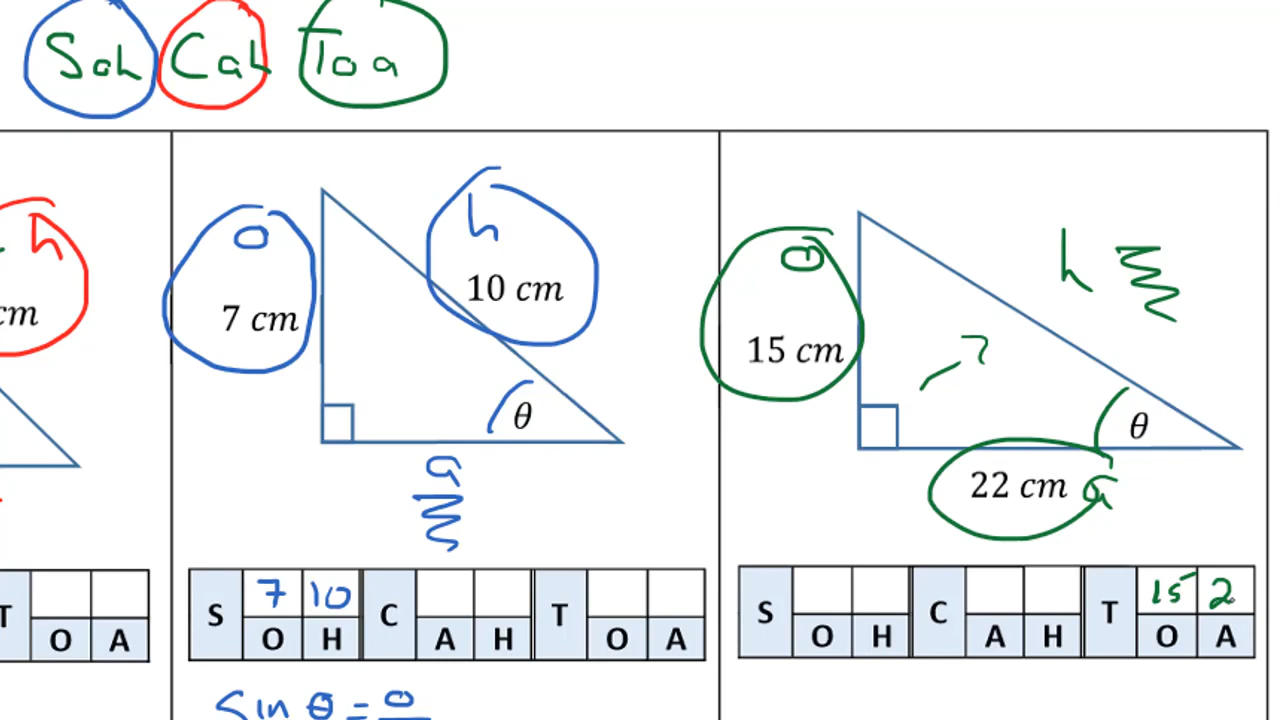 Soh Cah Toa
h
cm
T
O A
o
7 cm
h
10 cm
θ
a
S 7 10 C T
O H A H O A
Sin θ = o
o
15 cm
h
?
θ
22 cm a
S C T 15 2
O H A H O A